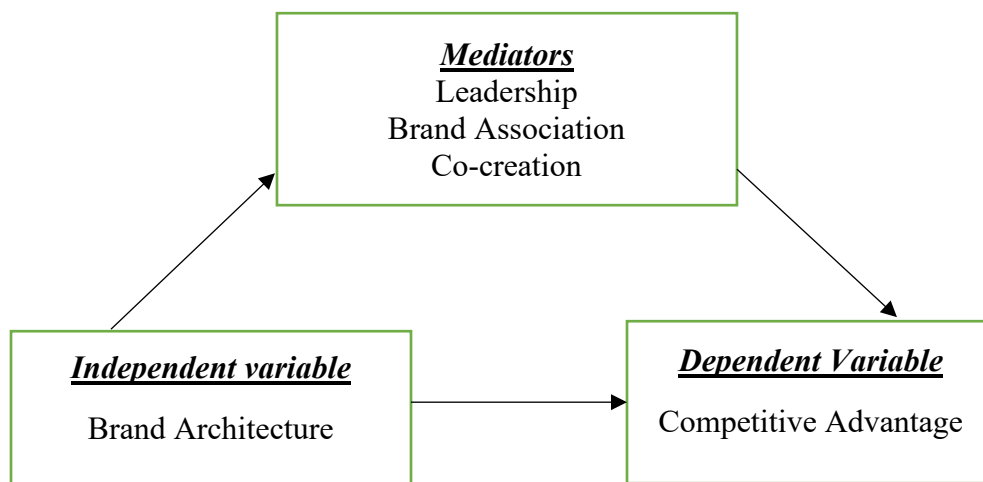 Mediators
Leadership
Brand Association
Co-creation
Independent variable
Brand Architecture
Dependent Variable
Competitive Advantage